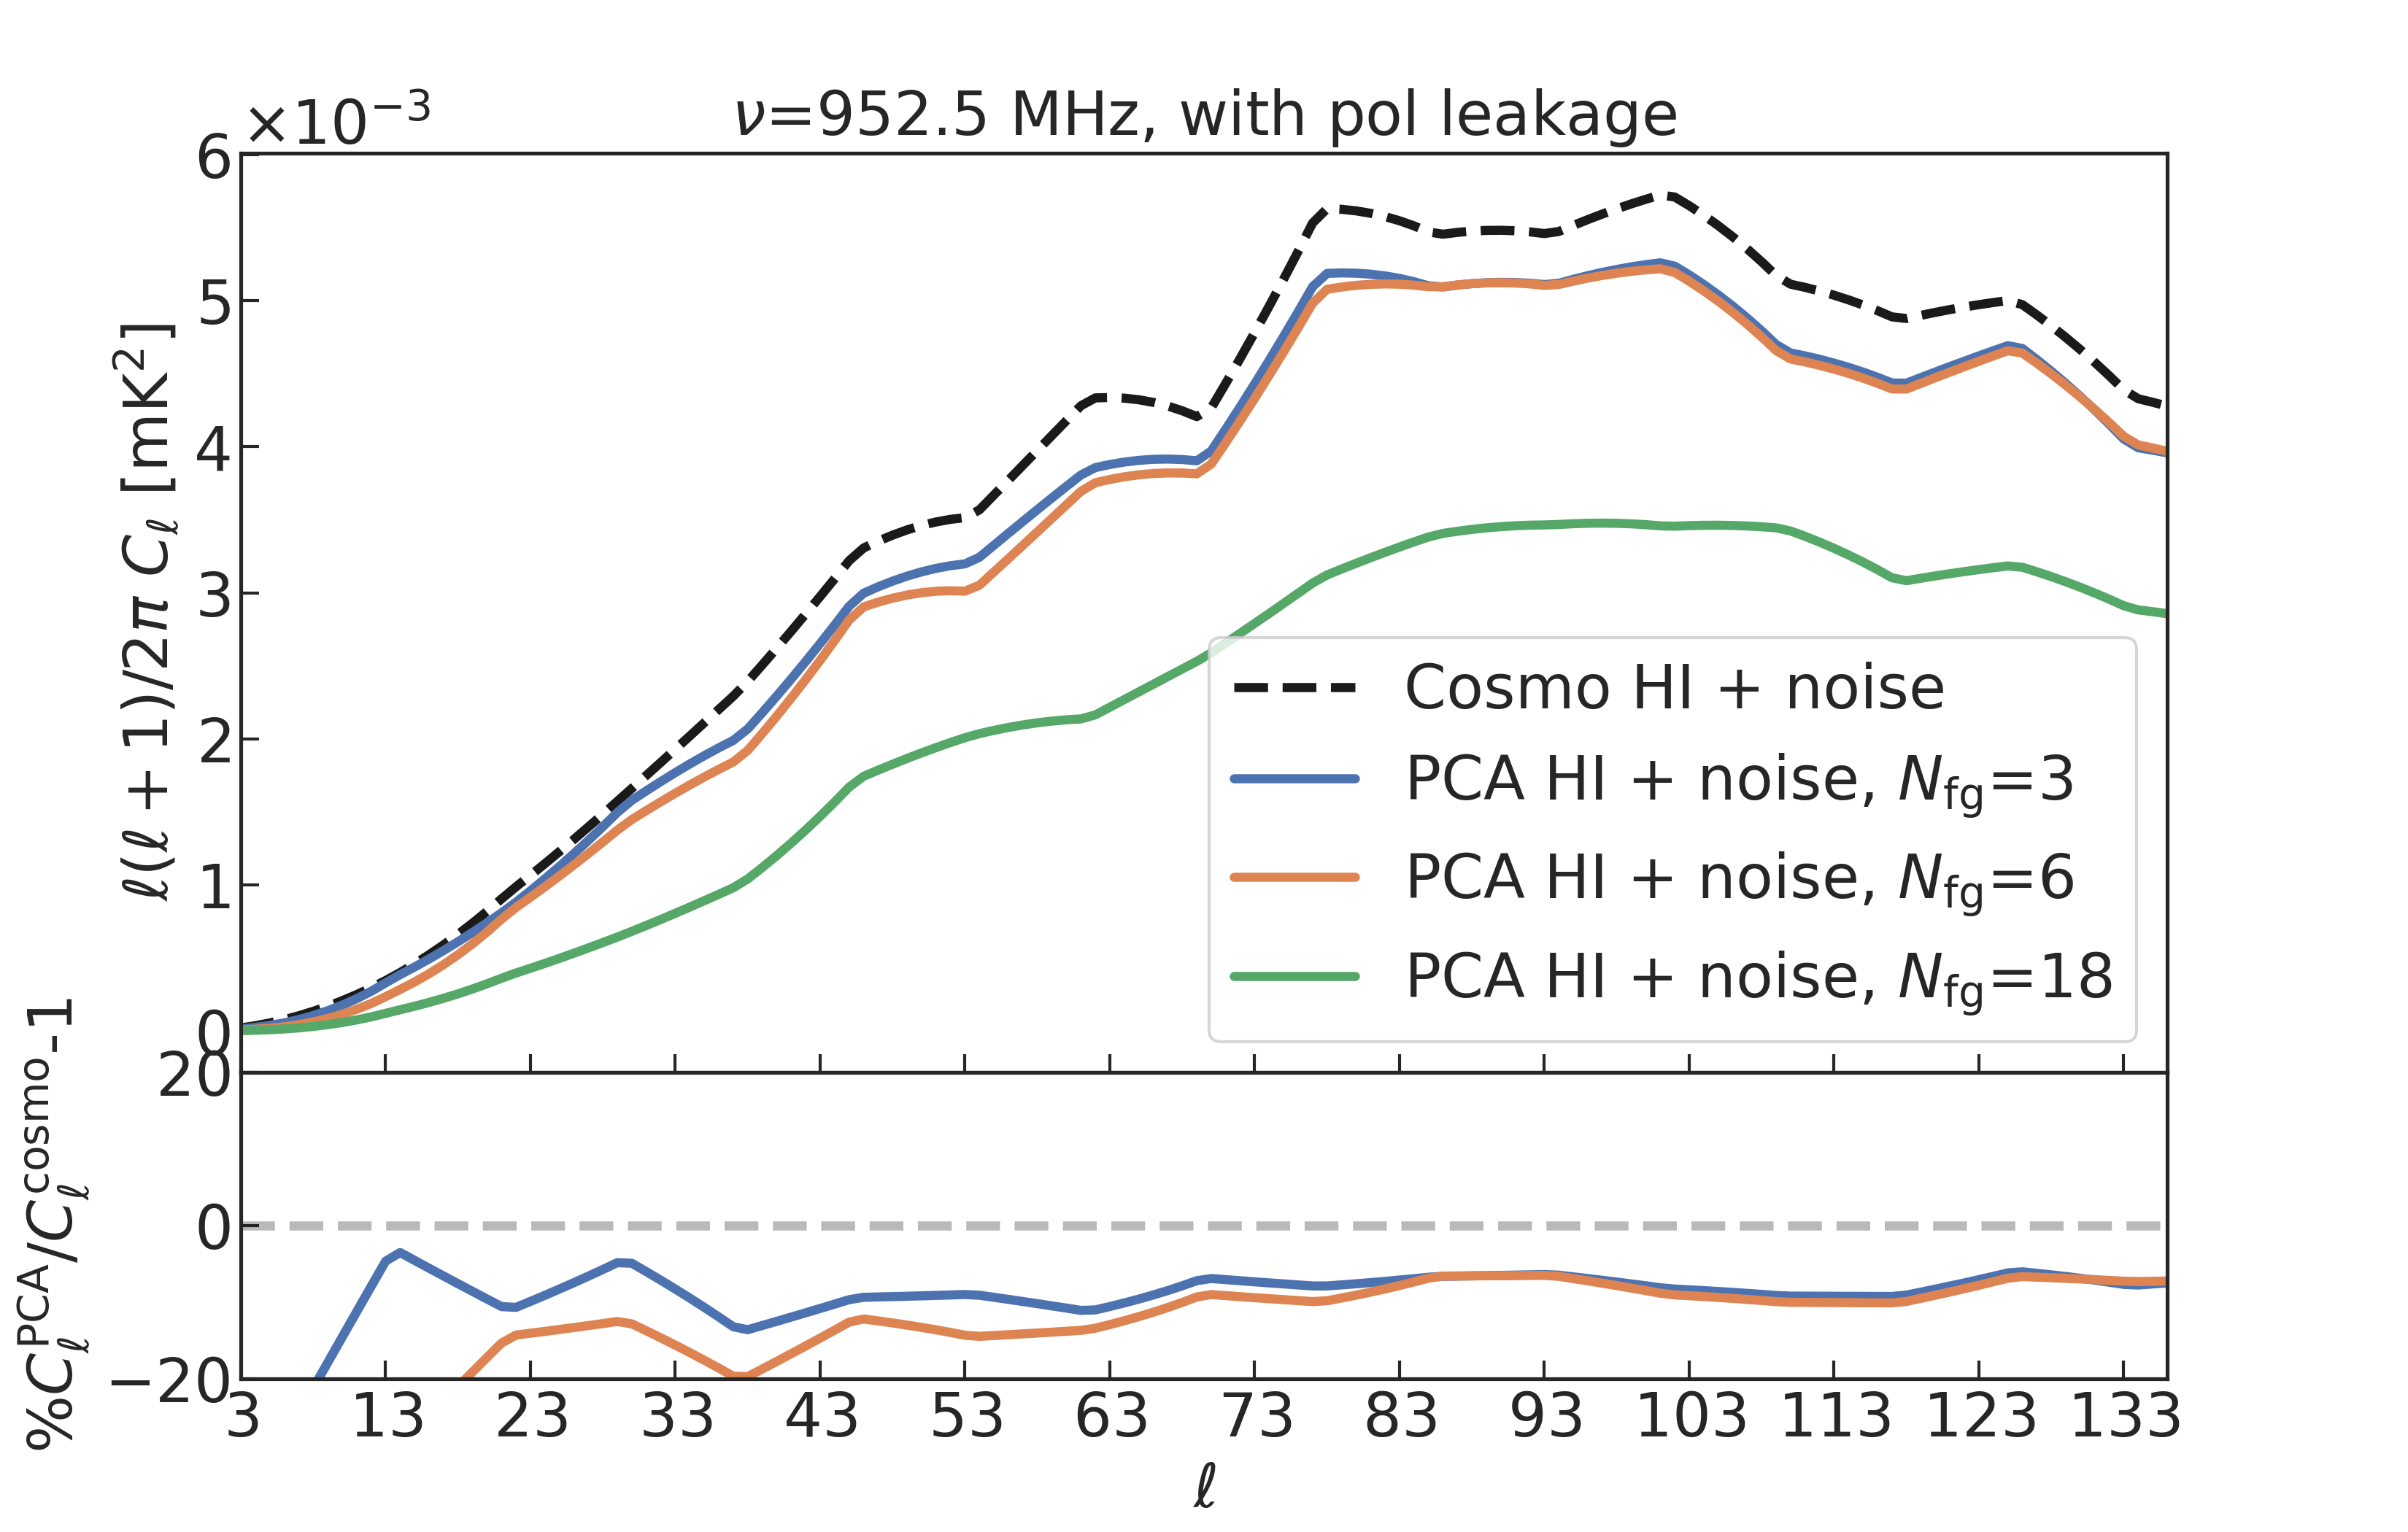 ×10⁻³
ν=952.5 MHz, with pol leakage
6
5
4
3
2
1
0
ℓ(ℓ + 1)/2π C_ℓ [mK²]
Cosmo HI + noise
PCA HI + noise, N_fg=3
PCA HI + noise, N_fg=6
PCA HI + noise, N_fg=18
20
0
−20
%C_ℓ^PCA/C_ℓ^cosmo-1
3 13 23 33 43 53 63 73 83 93 103 113 123 133
ℓ